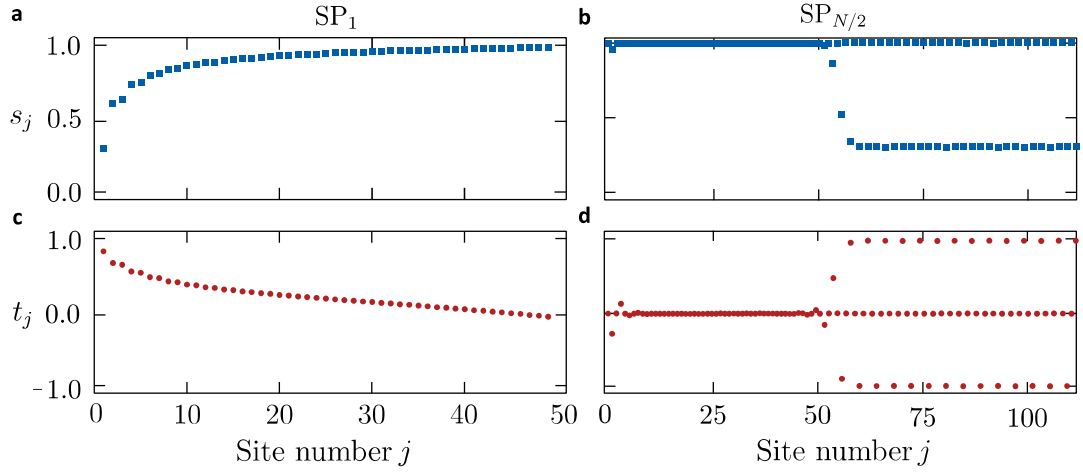 a SP₁ b SP_{N/2}
1.0
s_j 0.5
0.0
c d
1.0
t_j 0.0
−1.0
0 10 20 30 40 50 0 25 50 75 100
Site number j Site number j